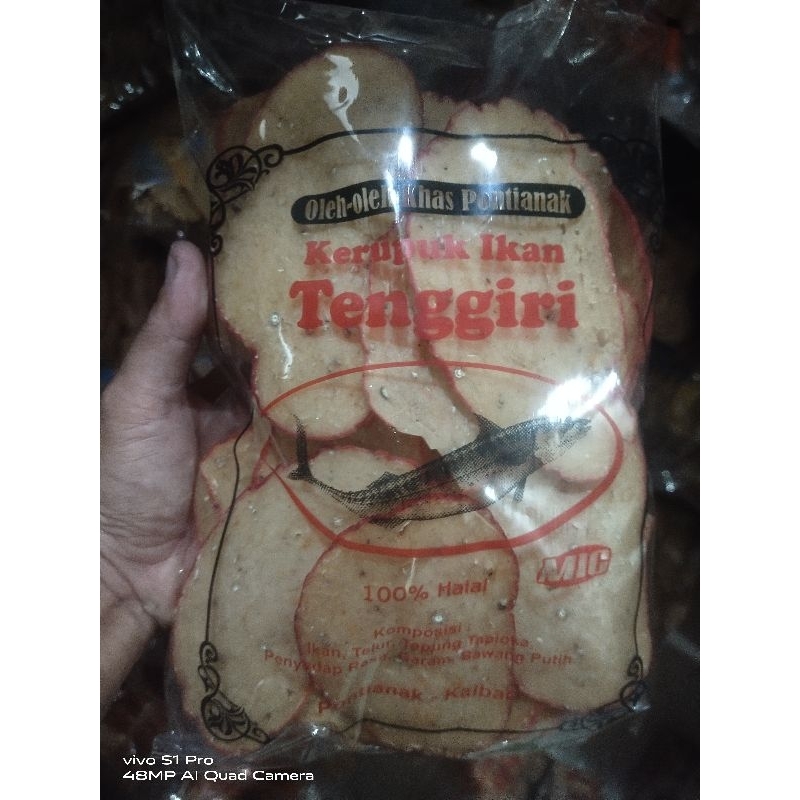 Oleh-oleh Khas Pontianak
Kerupuk Ikan
Tenggiri
MIC
100% Halal
Komposisi :
Ikan, Telur, Tepung Tapioka,
Penyedap Rasa, Garam, Bawang Putih
Pontianak - Kalbar
vivo S1 Pro
48MP AI Quad Camera